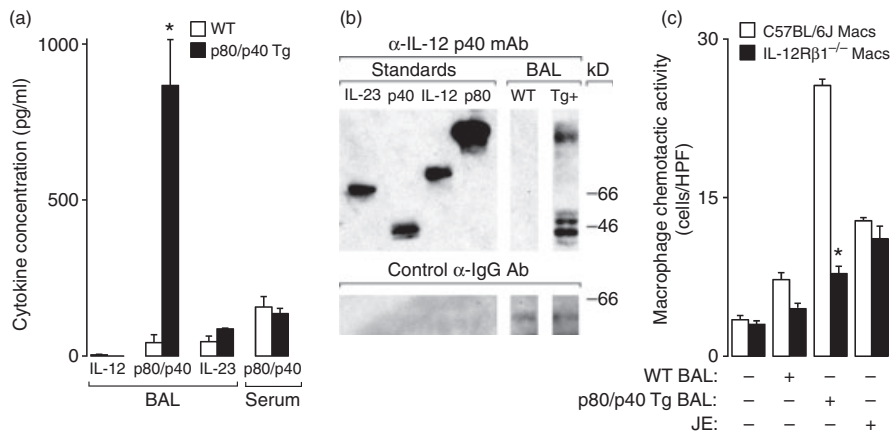 (a)
WT
p80/p40 Tg
Cytokine concentration (pg/ml)
1000
500
0
*
IL-12 p80/p40 IL-23 p80/p40
BAL Serum
(b)
α-IL-12 p40 mAb
Standards BAL kD
IL-23 p40 IL-12 p80 WT Tg+
–66
–46
Control α-IgG Ab
–66
(c)
C57BL/6J Macs
IL-12Rβ1−/− Macs
Macrophage chemotactic activity
(cells/HPF)
30
15
0
*
WT BAL: – + – –
p80/p40 Tg BAL: – – + –
JE: – – – +